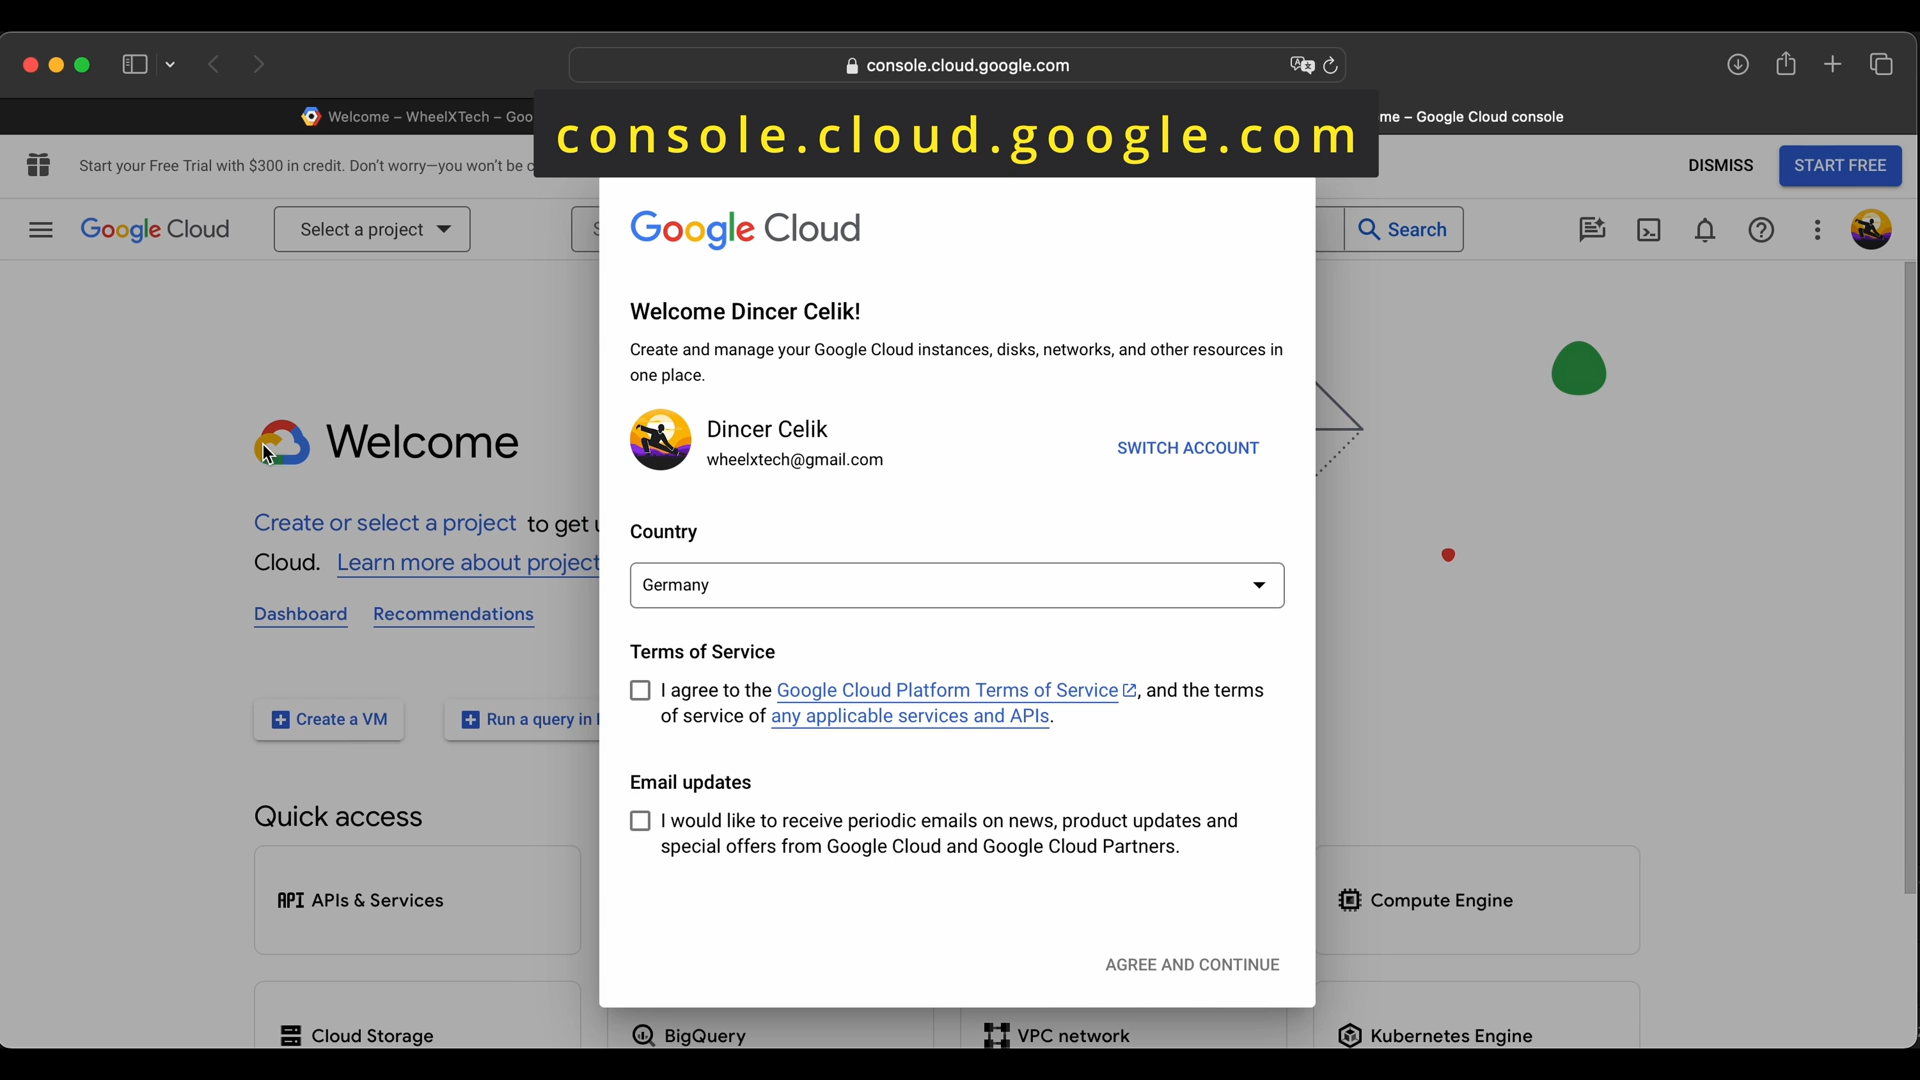 console.cloud.google.com
Welcome – WheelXTech – Goo
me – Google Cloud console
console.cloud.google.com
Start your Free Trial with $300 in credit. Don't worry—you won't be c
DISMISS
START FREE
Google Cloud
Select a project
Search
Google Cloud
Welcome Dincer Celik!
Create and manage your Google Cloud instances, disks, networks, and other resources in
one place.
Dincer Celik
wheelxtech@gmail.com
SWITCH ACCOUNT
Country
Germany
Terms of Service
I agree to the Google Cloud Platform Terms of Service, and the terms
of service of any applicable services and APIs.
Email updates
I would like to receive periodic emails on news, product updates and
special offers from Google Cloud and Google Cloud Partners.
AGREE AND CONTINUE
Welcome
Create or select a project to get
Cloud. Learn more about project
Dashboard
Recommendations
Create a VM
Run a query in
Quick access
API APIs & Services
Compute Engine
Cloud Storage
BigQuery
VPC network
Kubernetes Engine